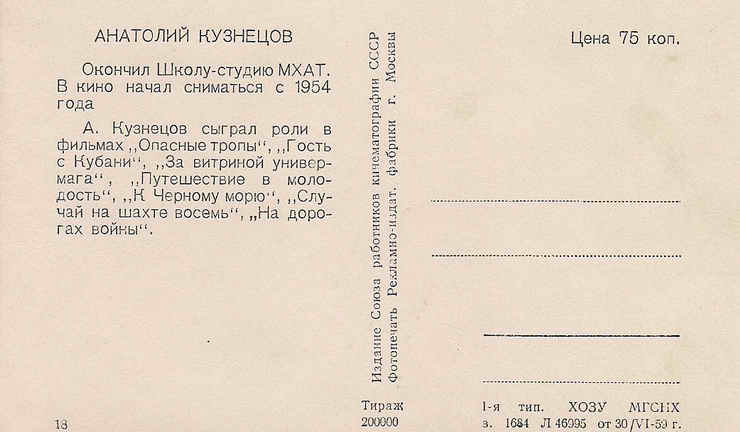 АНАТОЛИЙ КУЗНЕЦОВ
Окончил Школу-студию МХАТ.
В кино начал сниматься с 1954
года
А. Кузнецов сыграл роли в
фильмах „Опасные тропы“, „Гость
с Кубани“, „За витриной универ-
мага“, „Путешествие в моло-
дость“, „К Черному морю“, „Слу-
чай на шахте восемь“, „На доро-
гах войны“.
18
Издание Союза работников кинематографии СССР
Фотопечать Рекламно-издат. фабрики г. Москвы
Тираж
200000
Цена 75 коп.
1-я тип. ХОЗУ МГСНХ
з. 1684 Л 46995 от 30/VI-59 г.